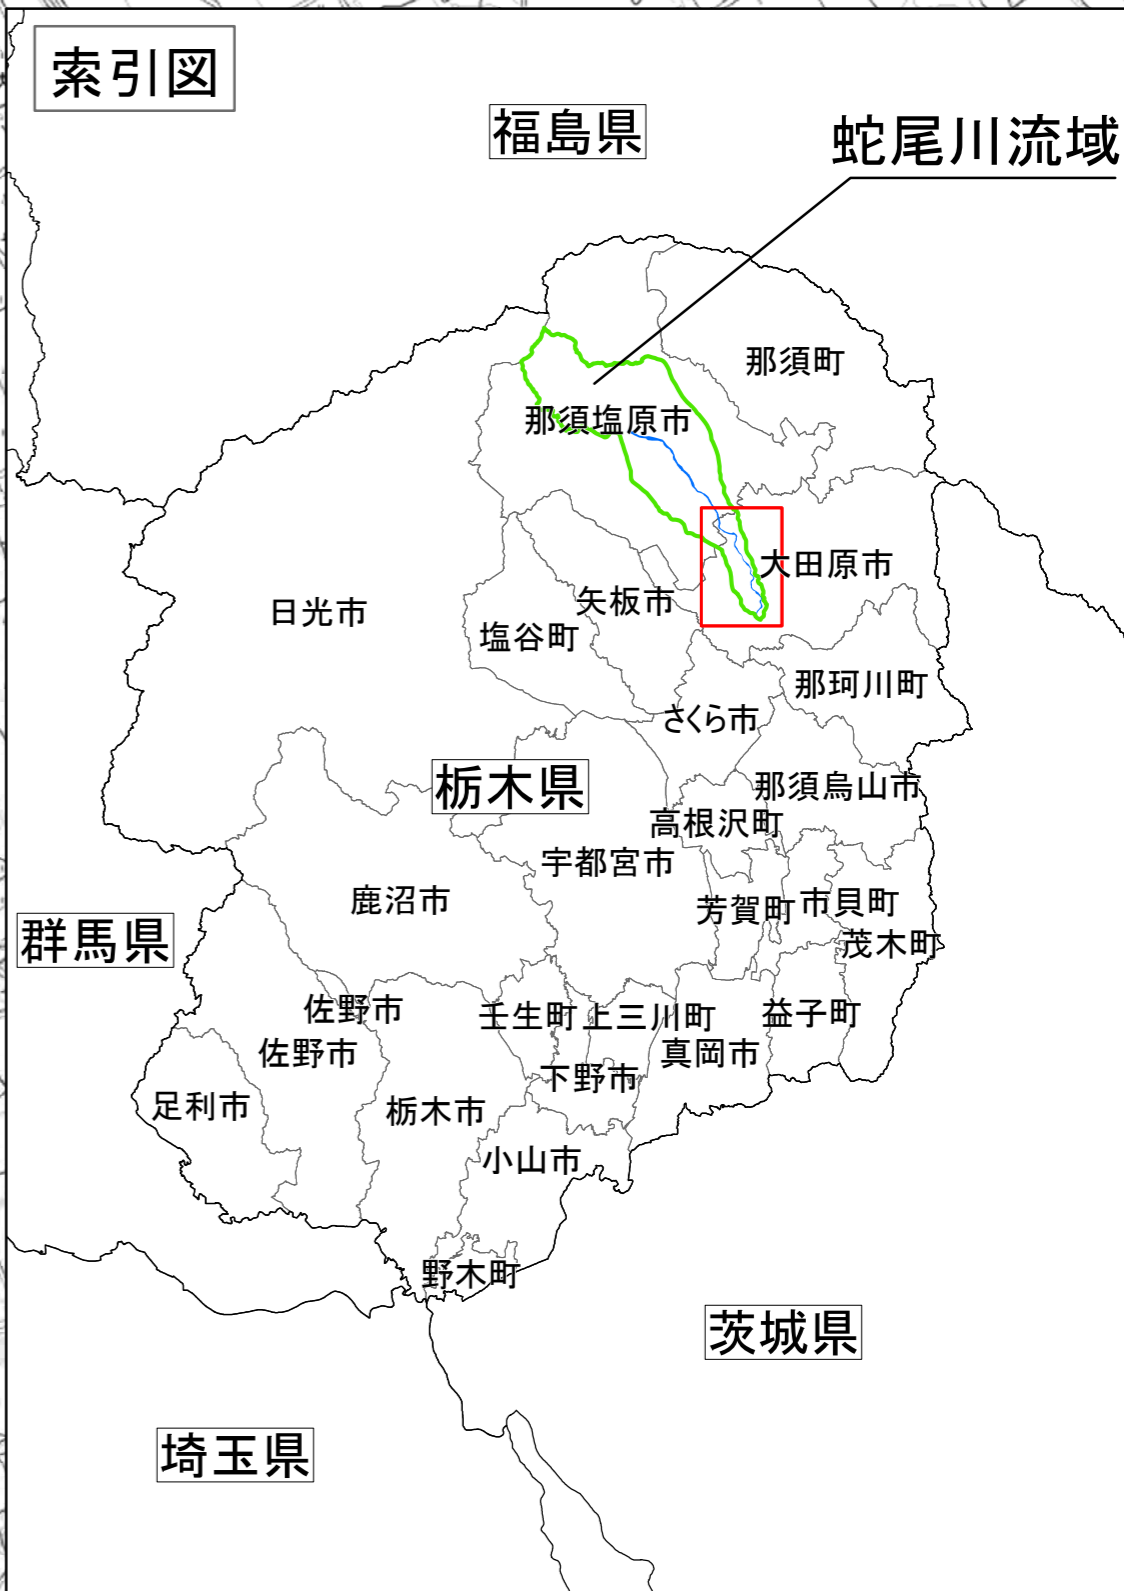 索引図
福島県
蛇尾川流域
那須町
那須塩原市
大田原市
日光市
矢板市
塩谷町
那珂川町
さくら市
栃木県
那須烏山市
高根沢町
宇都宮市
鹿沼市
芳賀町
市貝町
群馬県
茂木町
佐野市
壬生町
上三川町
益子町
佐野市
真岡市
下野市
足利市
栃木市
小山市
野木町
茨城県
埼玉県